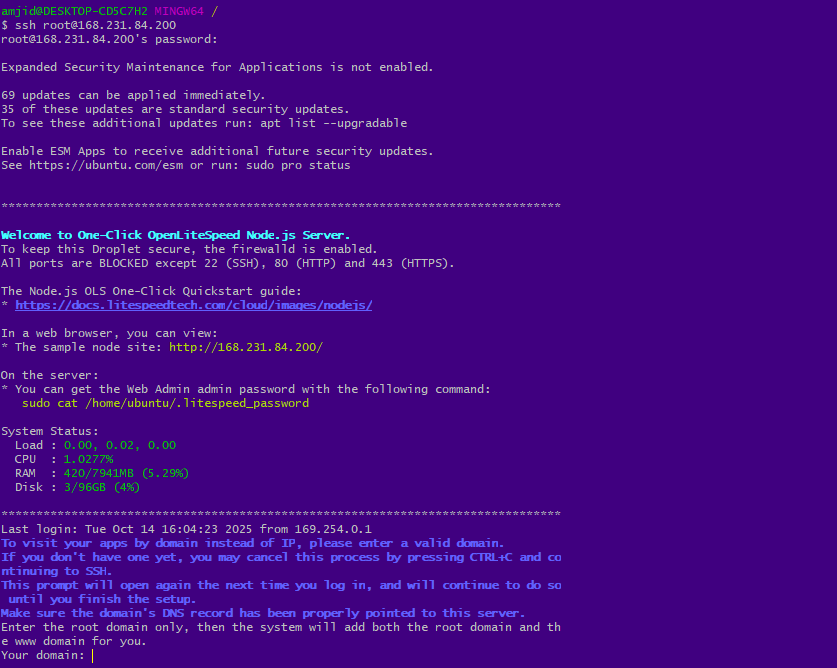 amjid@DESKTOP-CD5C7H2 MINGW64 /
$ ssh root@168.231.84.200
root@168.231.84.200's password:
Expanded Security Maintenance for Applications is not enabled.
69 updates can be applied immediately.
35 of these updates are standard security updates.
To see these additional updates run: apt list --upgradable
Enable ESM Apps to receive additional future security updates.
See https://ubuntu.com/esm or run: sudo pro status
********************************************************************************
Welcome to One-Click OpenLiteSpeed Node.js Server.
To keep this Droplet secure, the firewalld is enabled.
All ports are BLOCKED except 22 (SSH), 80 (HTTP) and 443 (HTTPS).
The Node.js OLS One-Click Quickstart guide:
* https://docs.litespeedtech.com/cloud/images/nodejs/
In a web browser, you can view:
* The sample node site: http://168.231.84.200/
On the server:
* You can get the Web Admin admin password with the following command:
sudo cat /home/ubuntu/.litespeed_password
System Status:
Load : 0.00, 0.02, 0.00
CPU : 1.0277%
RAM : 420/7941MB (5.29%)
Disk : 3/96GB (4%)
********************************************************************************
Last login: Tue Oct 14 16:04:23 2025 from 169.254.0.1
To visit your apps by domain instead of IP, please enter a valid domain.
If you don't have one yet, you may cancel this process by pressing CTRL+C and co
ntinuing to SSH.
This prompt will open again the next time you log in, and will continue to do so
until you finish the setup.
Make sure the domain's DNS record has been properly pointed to this server.
Enter the root domain only, then the system will add both the root domain and th
e www domain for you.
Your domain: